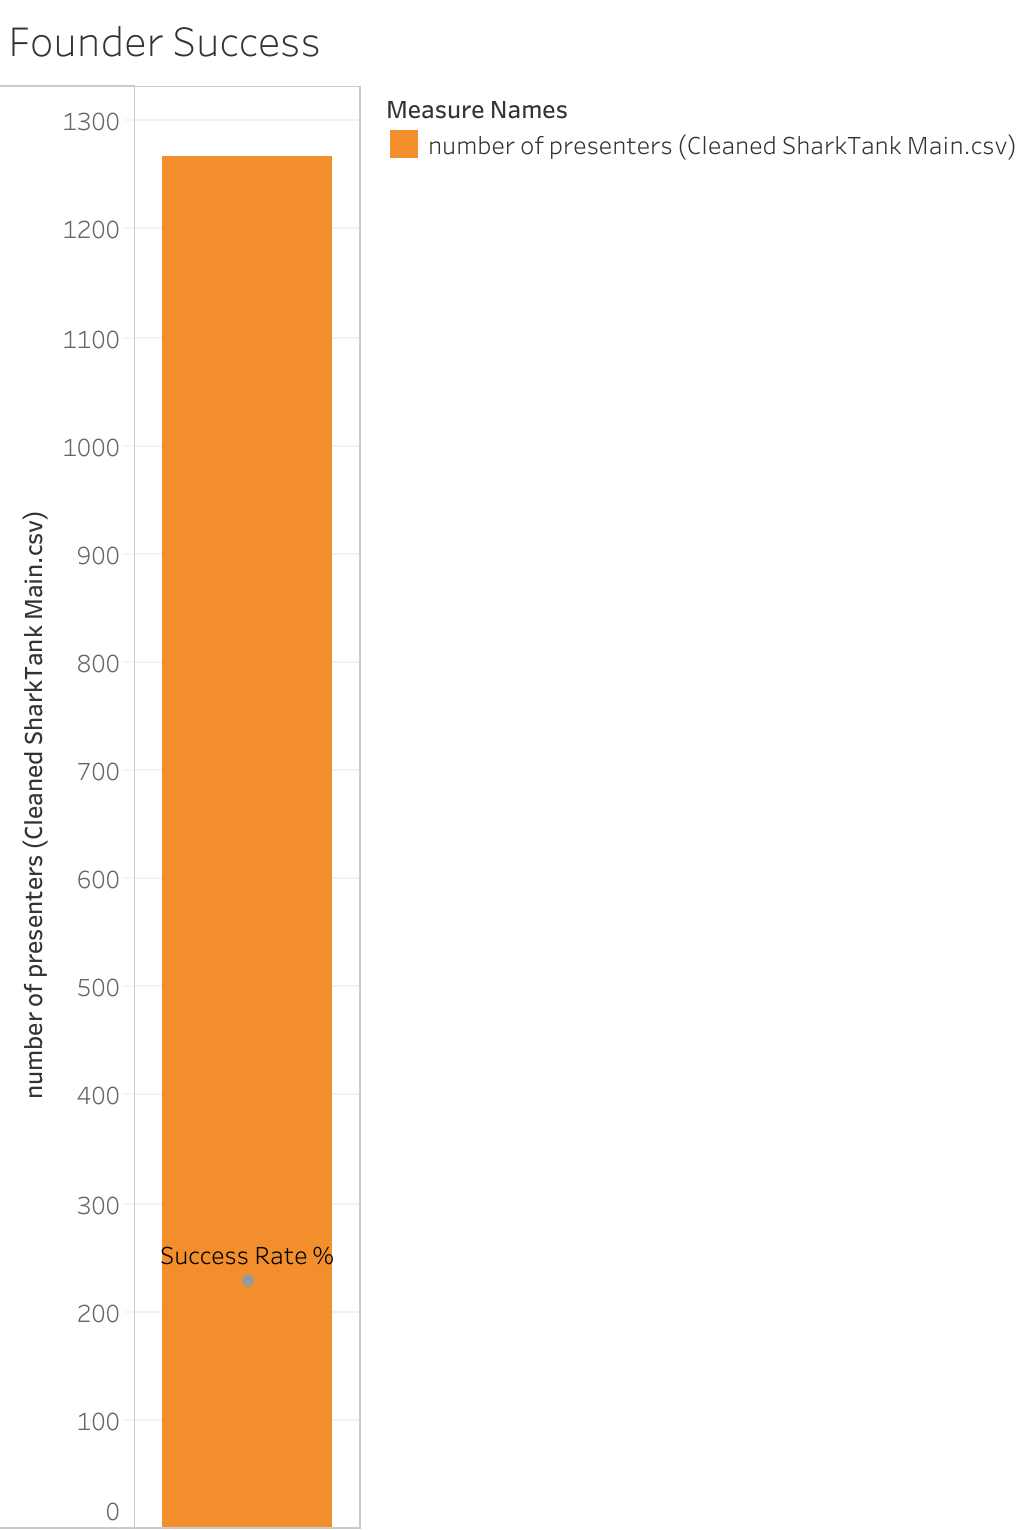 Founder Success
Measure Names
number of presenters (Cleaned SharkTank Main.csv)
number of presenters (Cleaned SharkTank Main.csv)
1300
1200
1100
1000
900
800
700
600
500
400
300
200
100
0
Success Rate %